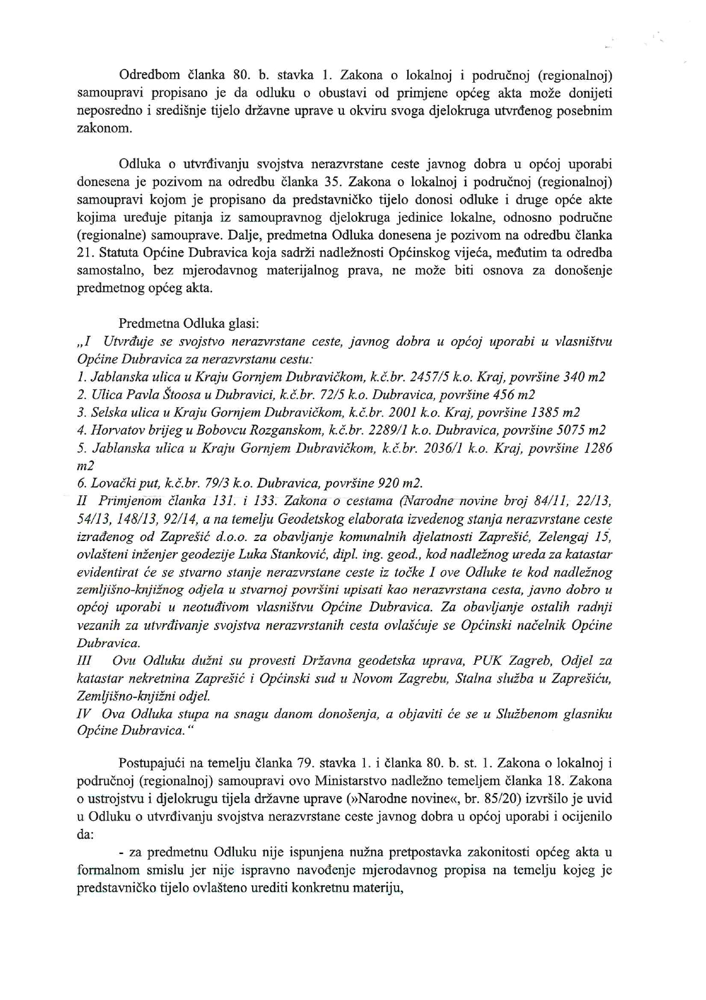 Odredbom članka 80. b. stavka 1. Zakona o lokalnoj i područnoj (regionalnoj)
samoupravi propisano je da odluku o obustavi od primjene općeg akta može donijeti
neposredno i središnje tijelo državne uprave u okviru svoga djelokruga utvrđenog posebnim
zakonom.
Odluka o utvrđivanju svojstva nerazvrstane ceste javnog dobra u općoj uporabi
donesena je pozivom na odredbu članka 35. Zakona o lokalnoj i područnoj (regionalnoj)
samoupravi kojom je propisano da predstavničko tijelo donosi odluke i druge opće akte
kojima uređuje pitanja iz samoupravnog djelokruga jedinice lokalne, odnosno područne
(regionalne) samouprave. Dalje, predmetna Odluka donesena je pozivom na odredbu članka
21. Statuta Općine Dubravica koja sadrži nadležnosti Općinskog vijeća, međutim ta odredba
samostalno, bez mjerodavnog materijalnog prava, ne može biti osnova za donošenje
predmetnog općeg akta.
Predmetna Odluka glasi:
„I Utvrđuje se svojstvo nerazvrstane ceste, javnog dobra u općoj uporabi u vlasništvu
Općine Dubravica za nerazvrstanu cestu:
1. Jablanska ulica u Kraju Gornjem Dubravičkom, k.č.br. 2457/5 k.o. Kraj, površine 340 m2
2. Ulica Pavla Štoosa u Dubravici, k.č.br. 72/5 k.o. Dubravica, površine 456 m2
3. Selska ulica u Kraju Gornjem Dubravičkom, k.č.br. 2001 k.o. Kraj, površine 1385 m2
4. Horvatov brijeg u Bobovcu Rozganskom, k.č.br. 2289/1 k.o. Dubravica, površine 5075 m2
5. Jablanska ulica u Kraju Gornjem Dubravičkom, k.č.br. 2036/1 k.o. Kraj, površine 1286
m2
6. Lovački put, k.č.br. 79/3 k.o. Dubravica, površine 920 m2.
II Primjenom članka 131. i 133. Zakona o cestama (Narodne novine broj 84/11, 22/13,
54/13, 148/13, 92/14, a na temelju Geodetskog elaborata izvedenog stanja nerazvrstane ceste
izrađenog od Zaprešić d.o.o. za obavljanje komunalnih djelatnosti Zaprešić, Zelengaj 15,
ovlašteni inženjer geodezije Luka Stanković, dipl. ing. geod., kod nadležnog ureda za katastar
evidentirat će se stvarno stanje nerazvrstane ceste iz točke I ove Odluke te kod nadležnog
zemljišno-knjižnog odjela u stvarnoj površini upisati kao nerazvrstana cesta, javno dobro u
općoj uporabi u neotuđivom vlasništvu Općine Dubravica. Za obavljanje ostalih radnji
vezanih za utvrđivanje svojstva nerazvrstanih cesta ovlašćuje se Općinski načelnik Općine
Dubravica.
III Ovu Odluku dužni su provesti Državna geodetska uprava, PUK Zagreb, Odjel za
katastar nekretnina Zaprešić i Općinski sud u Novom Zagrebu, Stalna služba u Zaprešiću,
Zemljišno-knjižni odjel.
IV Ova Odluka stupa na snagu danom donošenja, a objaviti će se u Službenom glasniku
Općine Dubravica.“
Postupajući na temelju članka 79. stavka 1. i članka 80. b. st. 1. Zakona o lokalnoj i
područnoj (regionalnoj) samoupravi ovo Ministarstvo nadležno temeljem članka 18. Zakona
o ustrojstvu i djelokrugu tijela državne uprave (»Narodne novine«, br. 85/20) izvršilo je uvid
u Odluku o utvrđivanju svojstva nerazvrstane ceste javnog dobra u općoj uporabi i ocijenilo
da:
- za predmetnu Odluku nije ispunjena nužna pretpostavka zakonitosti općeg akta u
formalnom smislu jer nije ispravno navođenje mjerodavnog propisa na temelju kojeg je
predstavničko tijelo ovlašteno urediti konkretnu materiju,